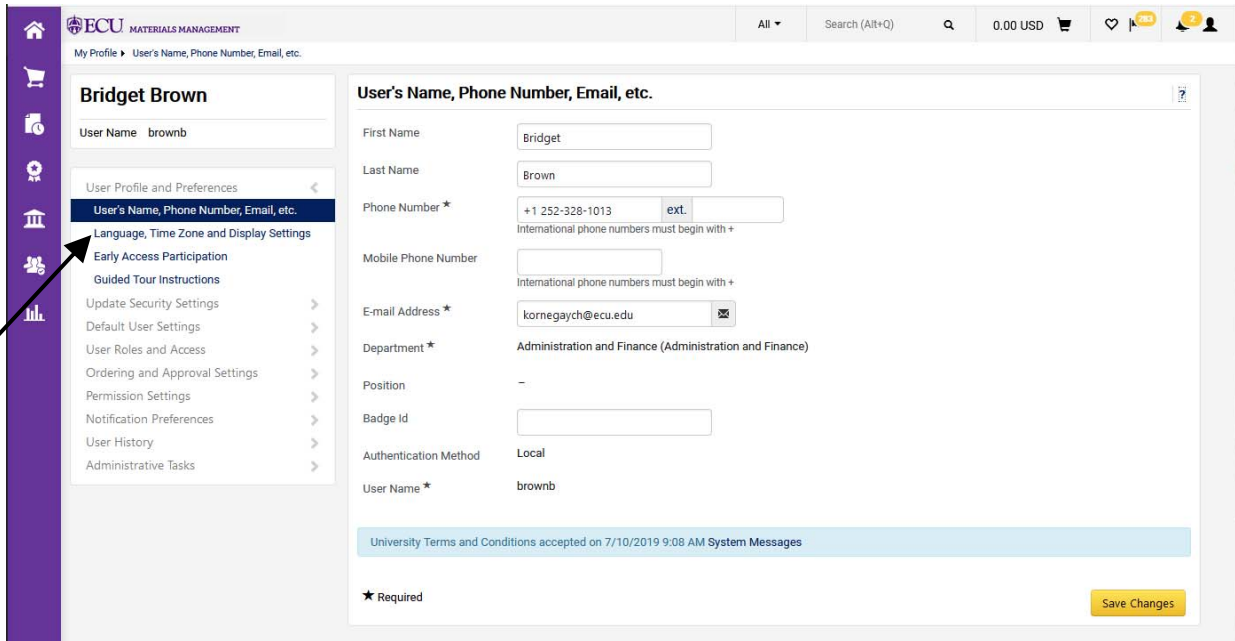 ECU MATERIALS MANAGEMENT
All
Search (Alt+Q)
0.00 USD
283
2
My Profile
User's Name, Phone Number, Email, etc.
Bridget Brown
User Name brownb
User Profile and Preferences
User's Name, Phone Number, Email, etc.
Language, Time Zone and Display Settings
Early Access Participation
Guided Tour Instructions
Update Security Settings
Default User Settings
User Roles and Access
Ordering and Approval Settings
Permission Settings
Notification Preferences
User History
Administrative Tasks
User's Name, Phone Number, Email, etc.
?
First Name Bridget
Last Name Brown
Phone Number ★ +1 252-328-1013 ext.
International phone numbers must begin with +
Mobile Phone Number
International phone numbers must begin with +
E-mail Address ★ kornegaych@ecu.edu
Department ★ Administration and Finance (Administration and Finance)
Position –
Badge Id
Authentication Method Local
User Name ★ brownb
University Terms and Conditions accepted on 7/10/2019 9:08 AM System Messages
★ Required
Save Changes